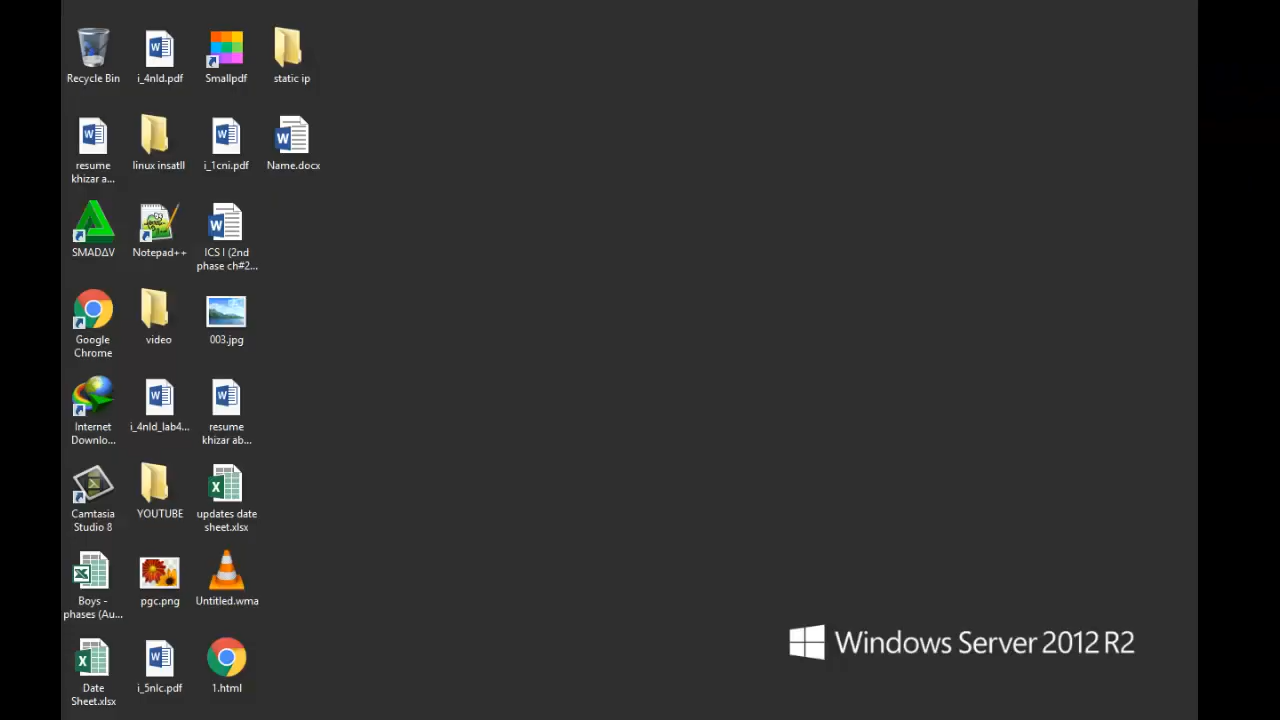 Recycle Bin
i_4nld.pdf
Smallpdf
static ip
resume
khizar a...
linux insatll
i_1cni.pdf
Name.docx
SMADΔV
Notepad++
ICS I (2nd
phase ch#2...
Google
Chrome
video
003.jpg
Internet
Downlo...
i_4nld_lab4...
resume
khizar ab...
Camtasia
Studio 8
YOUTUBE
updates date
sheet.xlsx
Boys -
phases (Au...
pgc.png
Untitled.wma
Date
Sheet.xlsx
i_5nlc.pdf
1.html
Windows Server 2012 R2